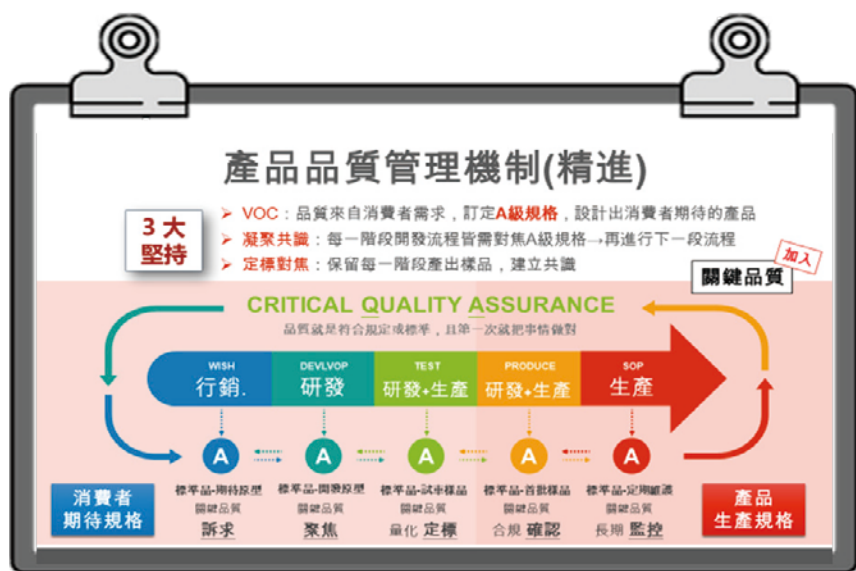 產品品質管理機制(精進)
3 大
堅持
➤ VOC：品質來自消費者需求，訂定A級規格，設計出消費者期待的產品
➤ 凝聚共識：每一階段開發流程皆需對焦A級規格→再進行下一段流程
➤ 定標對焦：保留每一階段產出樣品，建立共識
加入
關鍵品質
CRITICAL QUALITY ASSURANCE
品質就是符合規定或標準，且第一次就把事情做對
WISH
行銷.
DEVLVOP
研發
TEST
研發+生產
PRODUCE
研發+生產
SOP
生產
A A A A A
消費者
期待規格
標準品-期待原型
關鍵品質
訴求
標準品-開發原型
關鍵品質
聚焦
標準品-試車樣品
關鍵品質
量化 定標
標準品-首批樣品
關鍵品質
合規 確認
標準品-定期維護
關鍵品質
長期 監控
產品
生產規格